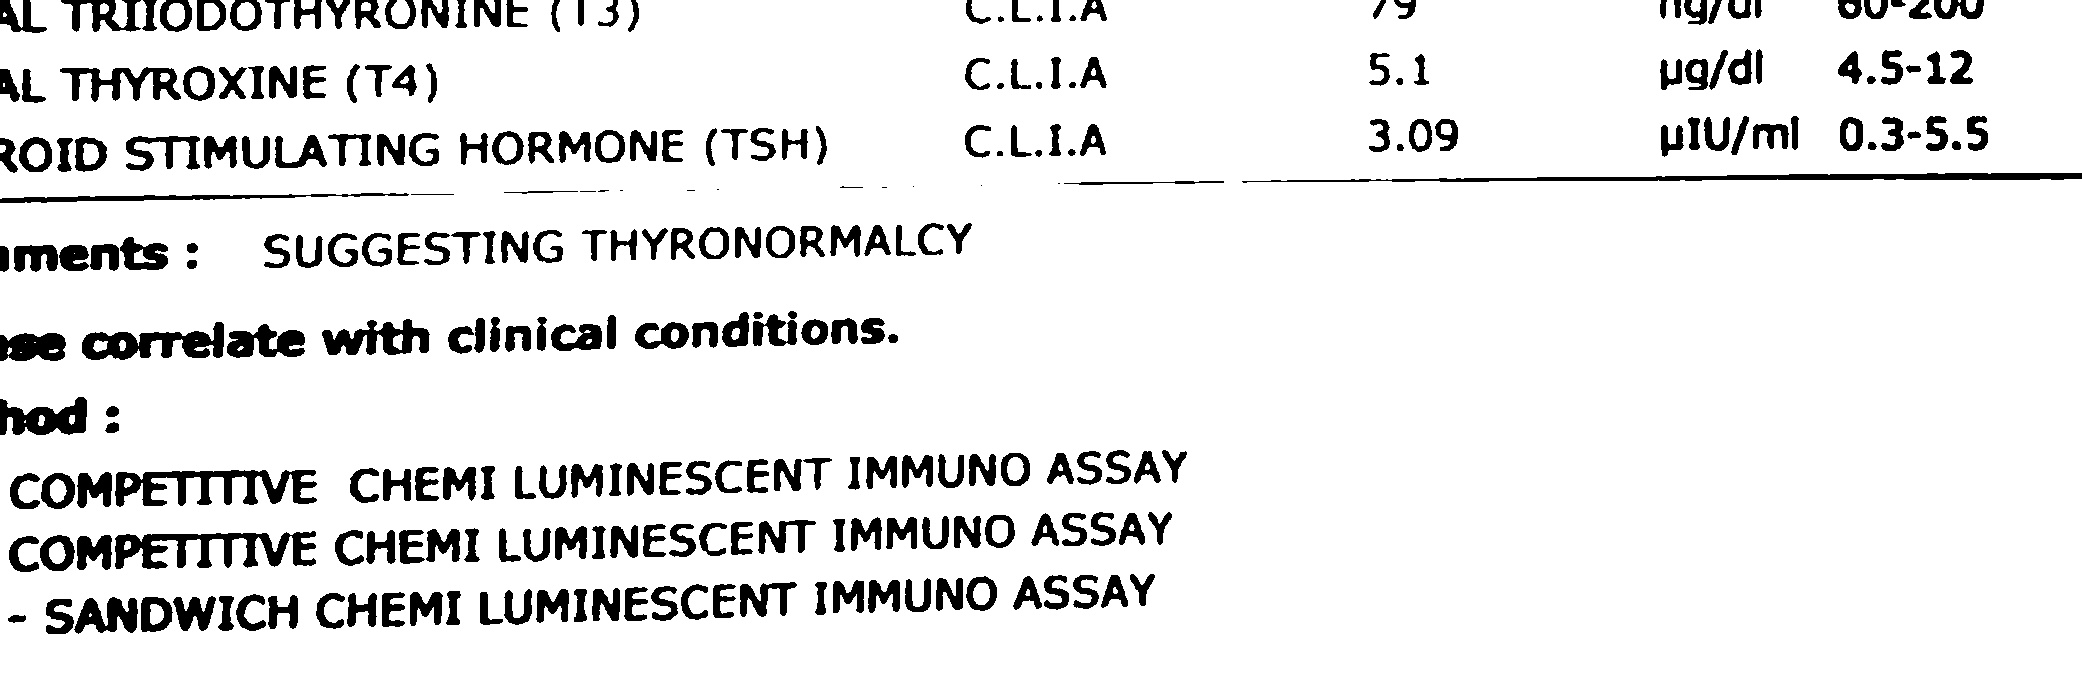 AL TRIIODOTHYRONINE (T3) C.L.I.A 79 ng/dl 60-200
AL THYROXINE (T4) C.L.I.A 5.1 µg/dl 4.5-12
ROID STIMULATING HORMONE (TSH) C.L.I.A 3.09 µIU/ml 0.3-5.5
ments : SUGGESTING THYRONORMALCY
ase correlate with clinical conditions.
hod :
COMPETITIVE CHEMI LUMINESCENT IMMUNO ASSAY
COMPETITIVE CHEMI LUMINESCENT IMMUNO ASSAY
- SANDWICH CHEMI LUMINESCENT IMMUNO ASSAY